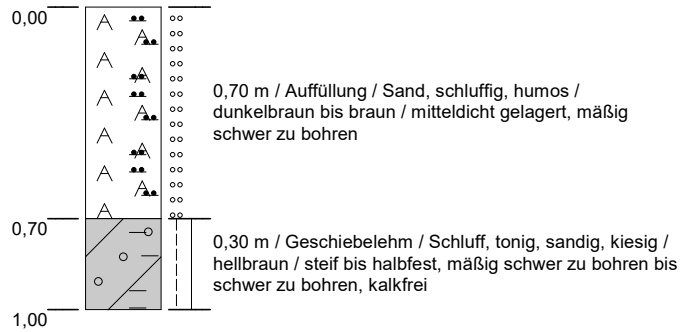 0,00
0,70 m / Auffüllung / Sand, schluffig, humos /
dunkelbraun bis braun / mitteldicht gelagert, mäßig
schwer zu bohren
0,70
0,30 m / Geschiebelehm / Schluff, tonig, sandig, kiesig /
hellbraun / steif bis halbfest, mäßig schwer zu bohren bis
schwer zu bohren, kalkfrei
1,00